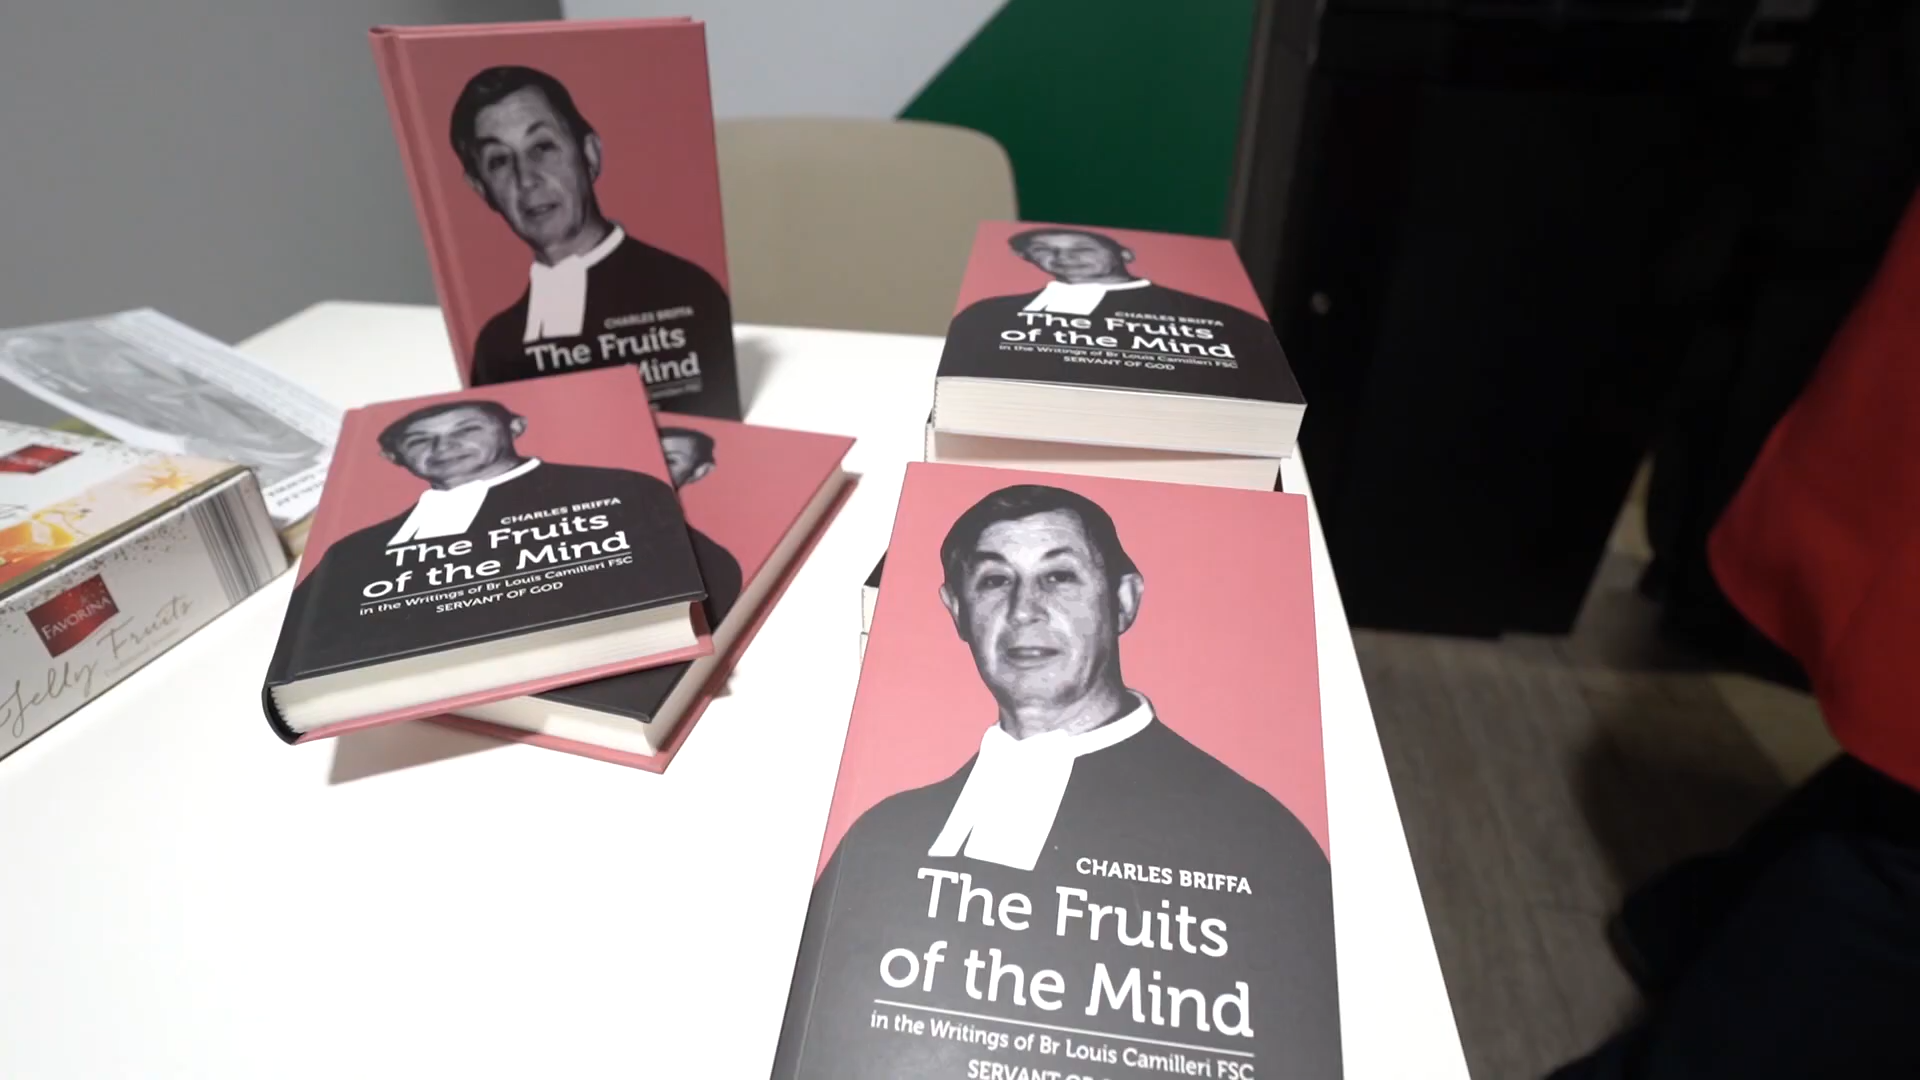 CHARLES BRIFFA
The Fruits
Mind
CHARLES BRIFFA
The Fruits
of the Mind
in the Writings of Br Louis Camilleri FSC
SERVANT OF GOD
CHARLES BRIFFA
The Fruits
of the Mind
in the Writings of Br Louis Camilleri FSC
SERVANT OF GOD
FAVORINA
Jelly Fruits
CHARLES BRIFFA
The Fruits
of the Mind
in the Writings of Br Louis Camilleri FSC
SERVANT OF